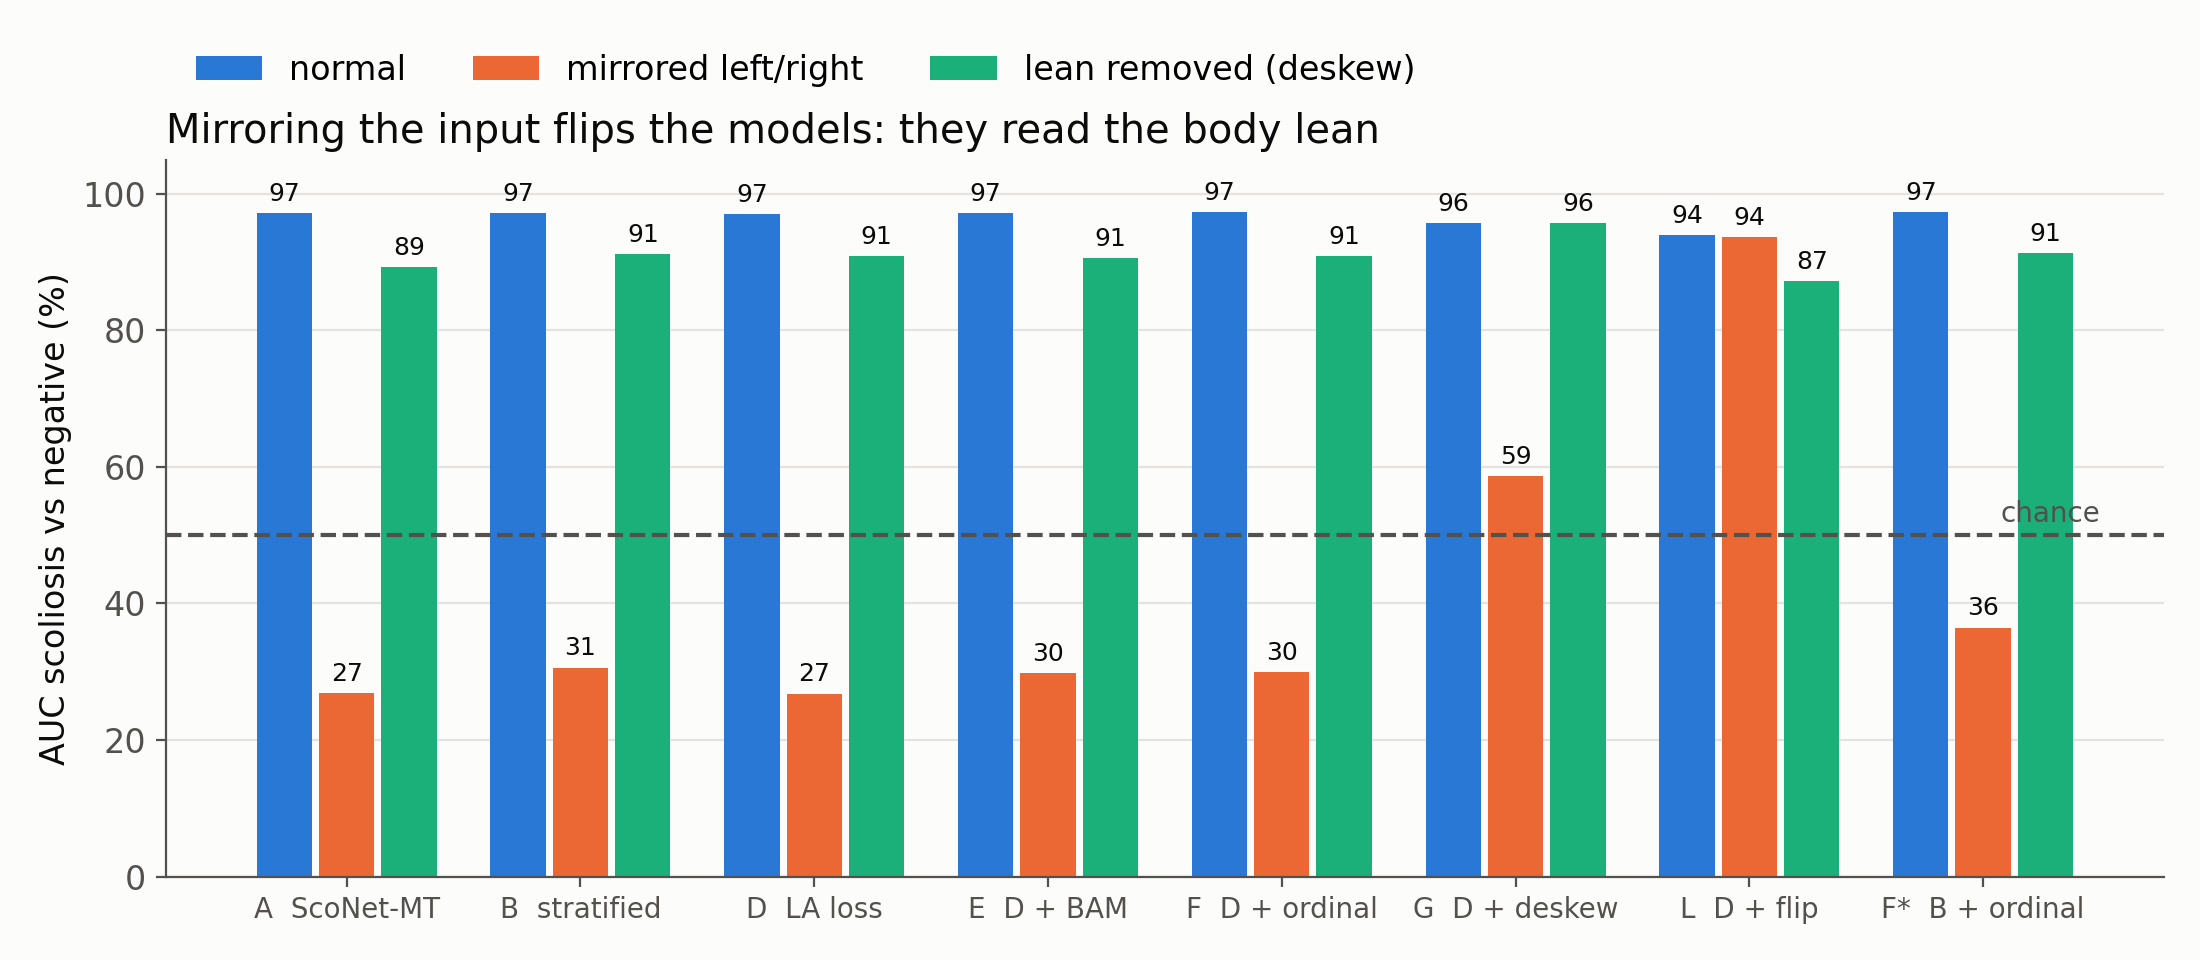 normal mirrored left/right lean removed (deskew)
Mirroring the input flips the models: they read the body lean
AUC scoliosis vs negative (%)
100
80
60
40
20
0
97 27 89
97 31 91
97 27 91
97 30 91
97 30 91
96 59 96
94 94 87
97 36 91
chance
A ScoNet-MT B stratified D LA loss E D + BAM F D + ordinal G D + deskew L D + flip F* B + ordinal